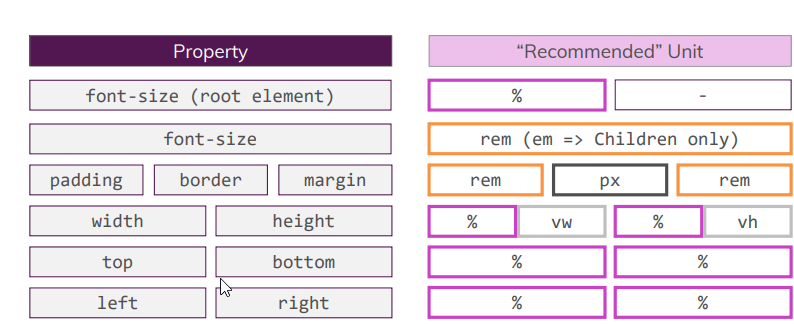 Property “Recommended” Unit
font-size (root element) % -
font-size rem (em => Children only)
padding border margin rem px rem
width height % vw % vh
top bottom % %
left right % %